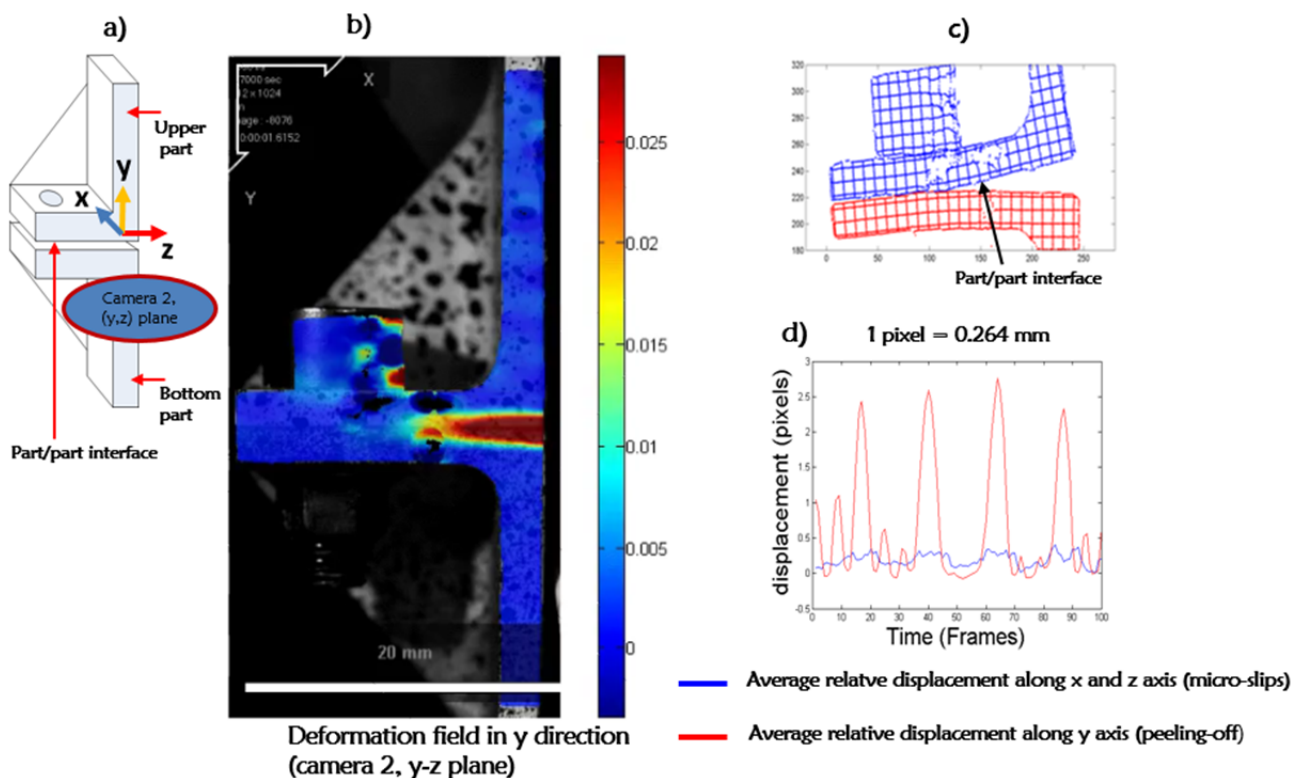 a)
Upper
part
y
x
z
Camera 2,
(y,z) plane
Bottom
part
Part/part interface
b)
7000 sec
12 x 1024
X
Y
20 mm
0.025
0.02
0.015
0.01
0.005
0
Deformation field in y direction
(camera 2, y-z plane)
c)
320
300
280
260
240
220
200
180
0 50 100 150 200 250 300
Part/part interface
d)
1 pixel = 0.264 mm
displacement (pixels)
3
2.5
2
1.5
1
0.5
0
-0.5
0 10 20 30 40 50 60 70 80 90 100
Time (Frames)
Average relatve displacement along x and z axis (micro-slips)
Average relative displacement along y axis (peeling-off)